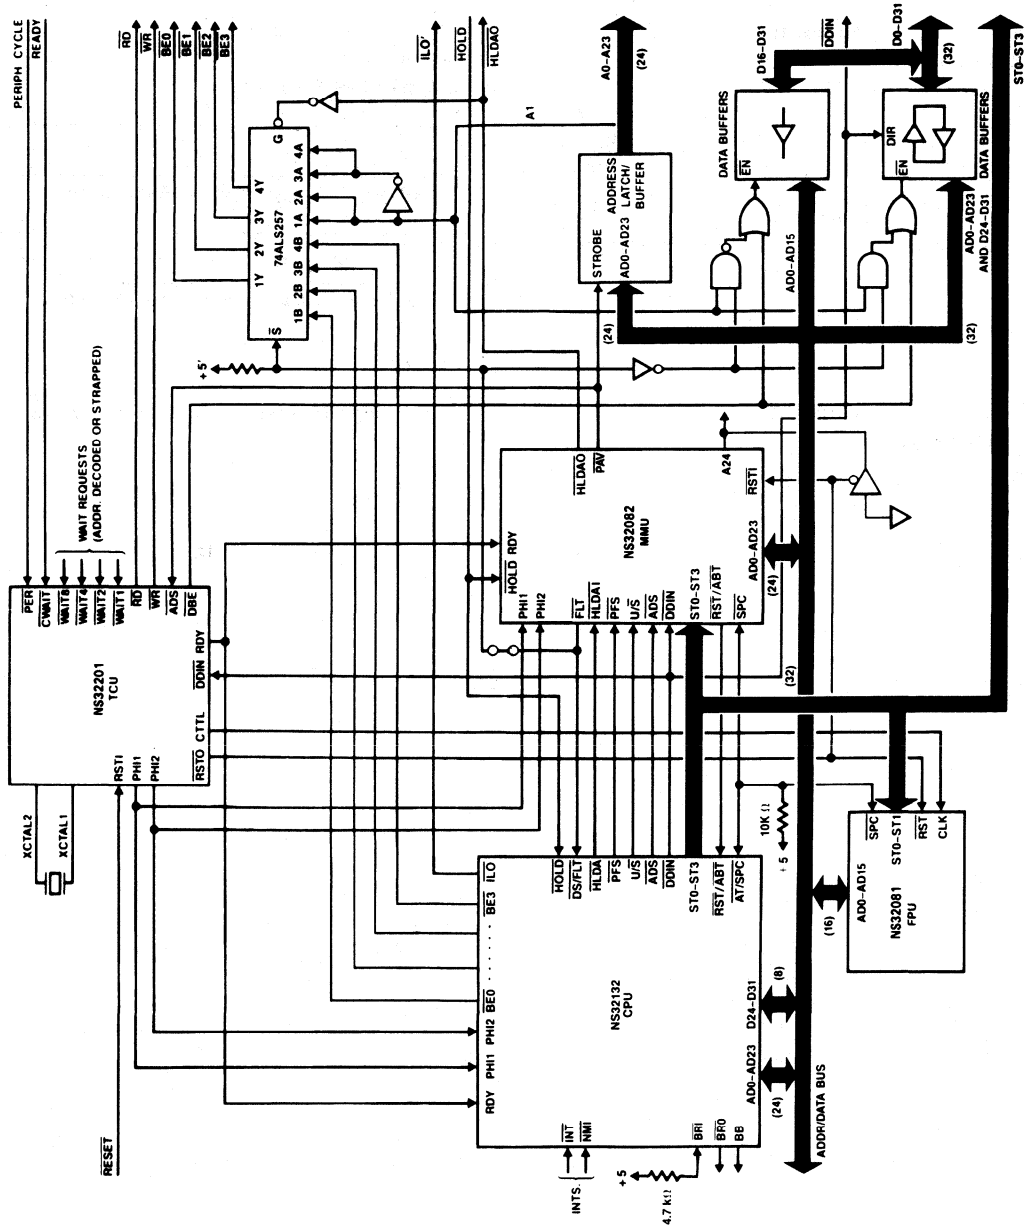 PERIPH CYCLE
READY
RD
WR
BE0
BE1
BE2
BE3
ILO'
HOLD
HLDAO
A0-A23
(24)
D16-D31
DDIN
D0-D31
(32)
ST0-ST3
WAIT REQUESTS
(ADDR. DECODED OR STRAPPED)
PER
CWAIT
WAIT8
WAIT4
WAIT2
WAIT1
RD
WR
ADS
DBE
NS32201
TCU
RDY
DDIN
CTTL
RSTO
RSTI
PHI1
PHI2
XCTAL2
XCTAL1
RESET
G
4A
3A
2A
1A
4B
3B
2B
1B
4Y
3Y
2Y
1Y
74ALS257
S
+ 5'
A1
ADDRESS
LATCH/
BUFFER
STROBE
AD0-AD23
(24)
DATA BUFFERS
EN
AD0-AD15
DIR
EN
DATA BUFFERS
AD0-AD23
AND D24-D31
(32)
HLDAO
PAV
A24
RSTI
NS32082
MMU
HOLD
RDY
PHI1
PHI2
FLT
HLDAI
PFS
U/S
ADS
DDIN
ST0-ST3
RST/ABT
SPC
AD0-AD23
(24)
(32)
ILO
BE3
BE0
PHI2
PHI1
RDY
HOLD
DS/FLT
HLDA
PFS
U/S
ADS
DDIN
ST0-ST3
RST/ABT
AT/SPC
NS32132
CPU
10K Ω
+ 5
D24-D31
(8)
AD0-AD23
(24)
INT
NMI
INTS.
BRI
BRO
BB
+ 5
4.7 kΩ
ADDR/DATA BUS
SPC
ST0-ST1
RST
CLK
AD0-AD15
(16)
NS32081
FPU